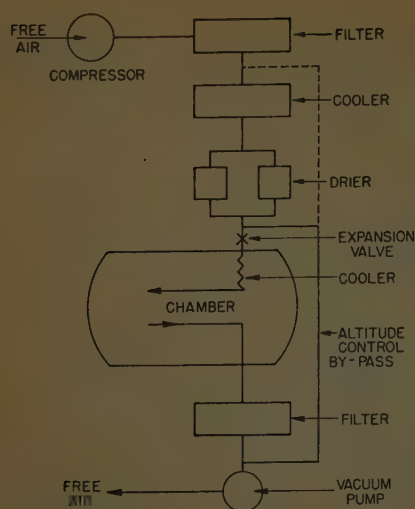 FREE
AIR
COMPRESSOR
FILTER
COOLER
DRIER
EXPANSION
VALVE
COOLER
CHAMBER
ALTITUDE
CONTROL
BY-PASS
FILTER
FREE
VACUUM
PUMP